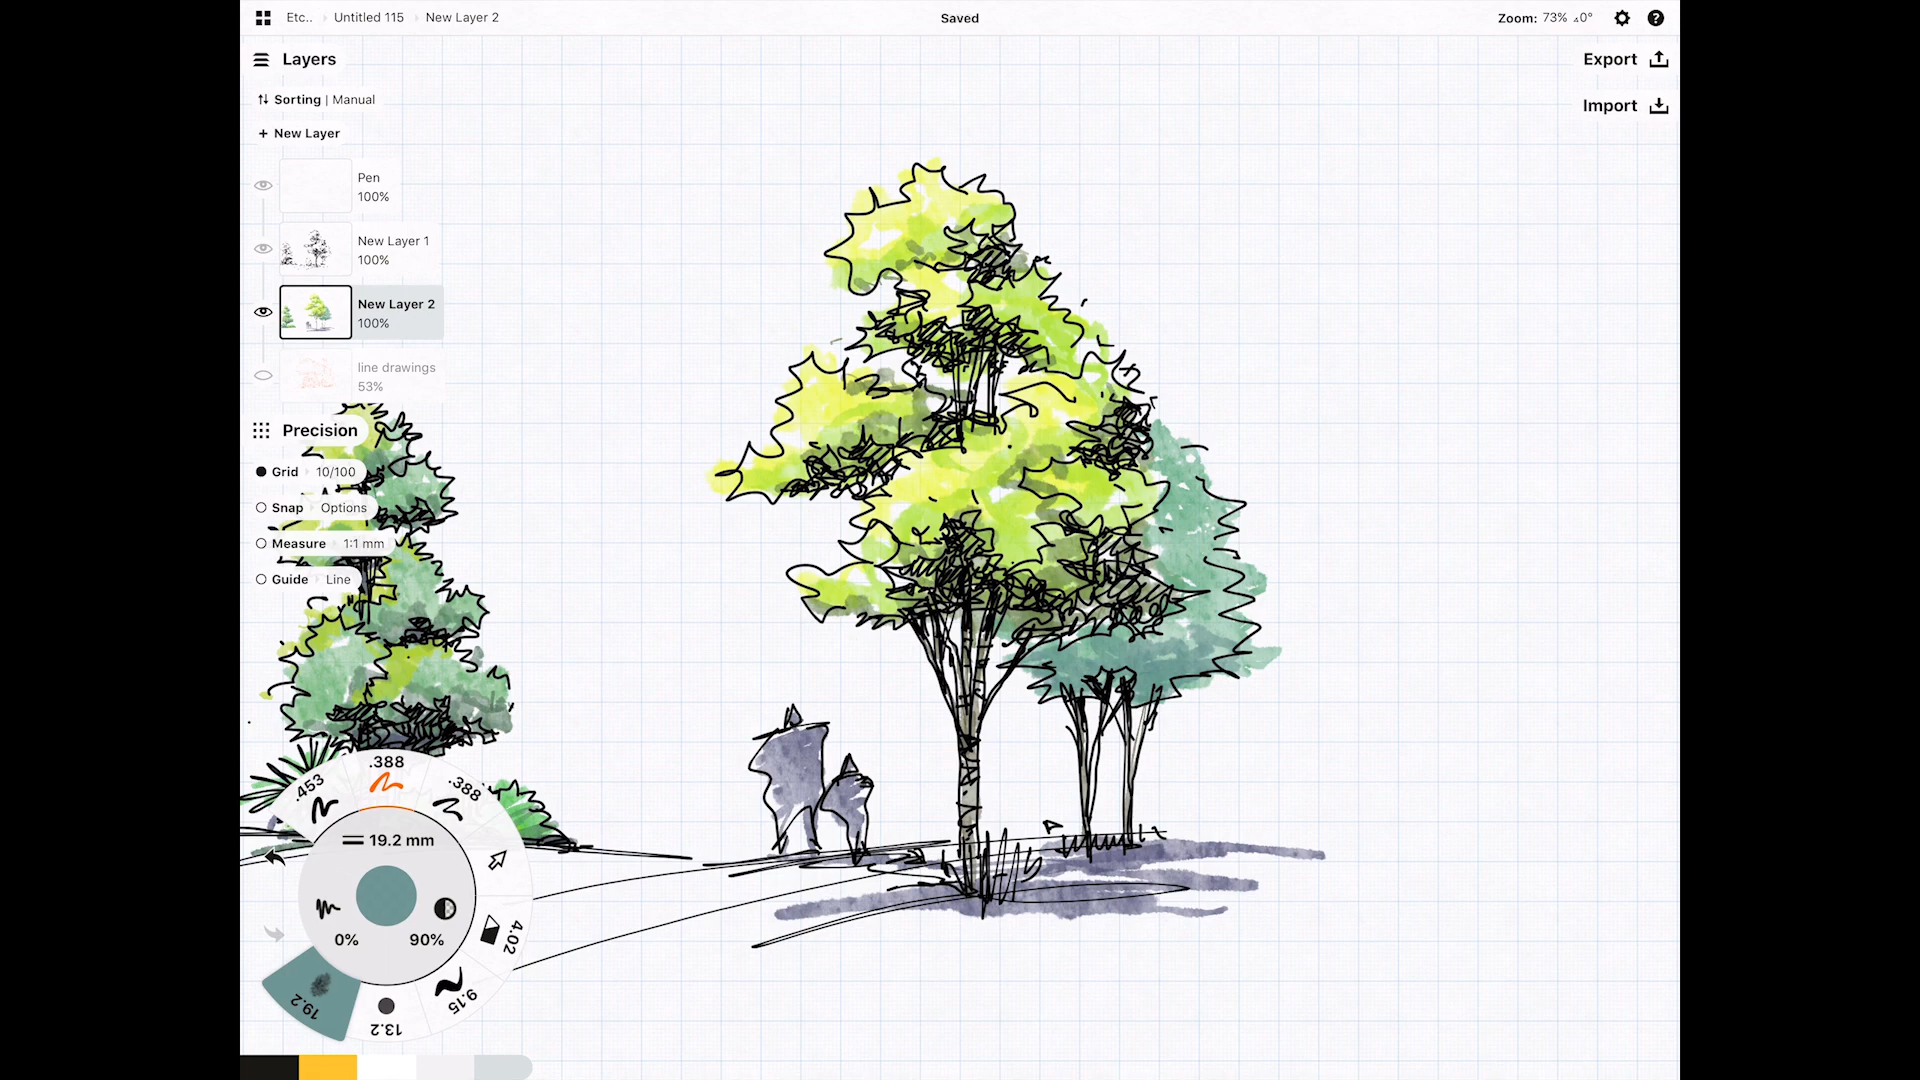 Etc.. › Untitled 115 › New Layer 2
Saved
Zoom: 73% ⊿0°
Layers
Export
Sorting | Manual
Import
+ New Layer
Pen
100%
New Layer 1
100%
New Layer 2
100%
line drawings
53%
Precision
Grid › 10/100
Snap › Options
Measure › 1:1 mm
Guide › Line
.453
.388
.388
19.2 mm
0%
90%
4.02
9.15
13.2
19.2